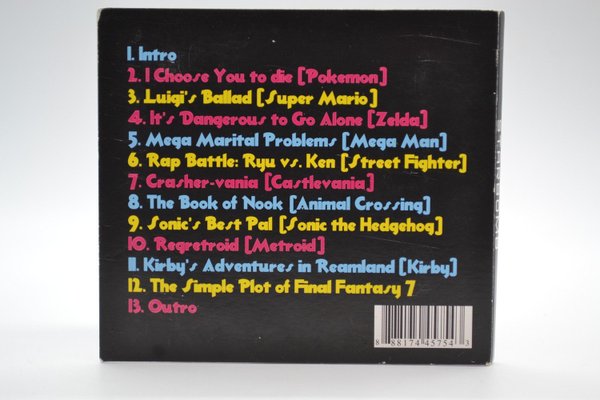 1. Intro
2. I Choose You to die [Pokemon]
3. Luigi's Ballad [Super Mario]
4. It's Dangerous to Go Alone [Zelda]
5. Mega Marital Problems [Mega Man]
6. Rap Battle: Ryu vs. Ken [Street Fighter]
7. Crasher-vania [Castlevania]
8. The Book of Nook [Animal Crossing]
9. Sonic's Best Pal [Sonic the Hedgehog]
10. Regretroid [Metroid]
11. Kirby's Adventures in Reamland [Kirby]
12. The Simple Plot of Final Fantasy 7
13. Outro
8 88174 45754 3